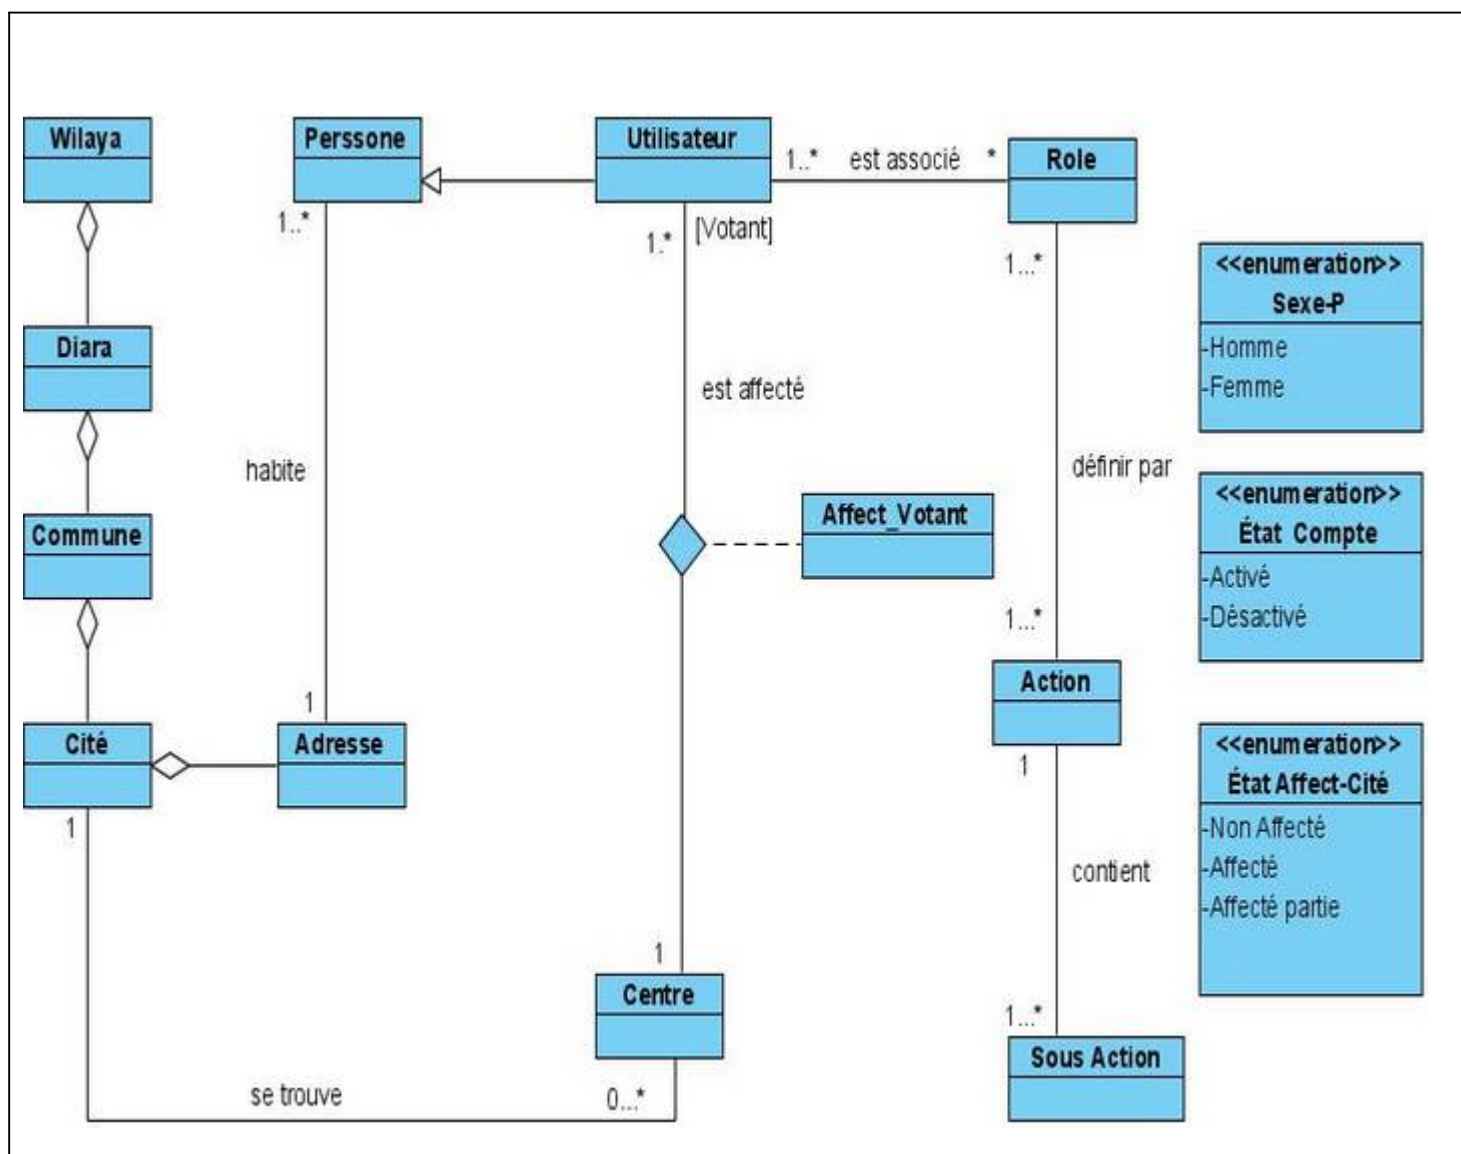 Wilaya
Perssone
Utilisateur
1..*
est associé
*
Role
1..*
1.*
[Votant]
1...*
<<enumeration>>
Sexe-P
-Homme
-Femme
Diara
est affecté
habite
définir par
<<enumeration>>
État Compte
-Activé
-Désactivé
Commune
Affect_Votant
1...*
Action
1
1
Cité
Adresse
1
<<enumeration>>
État Affect-Cité
-Non Affecté
-Affecté
-Affecté partie
contient
1
Centre
1...*
Sous Action
se trouve
0...*